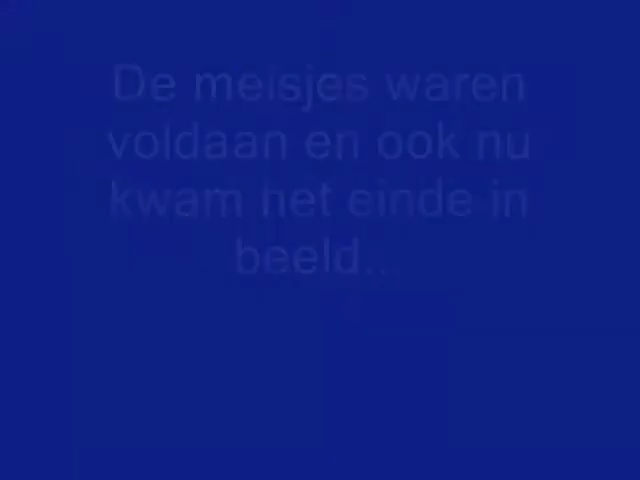 De meisjes waren
voldaan en ook nu
kwam het einde in
beeld...